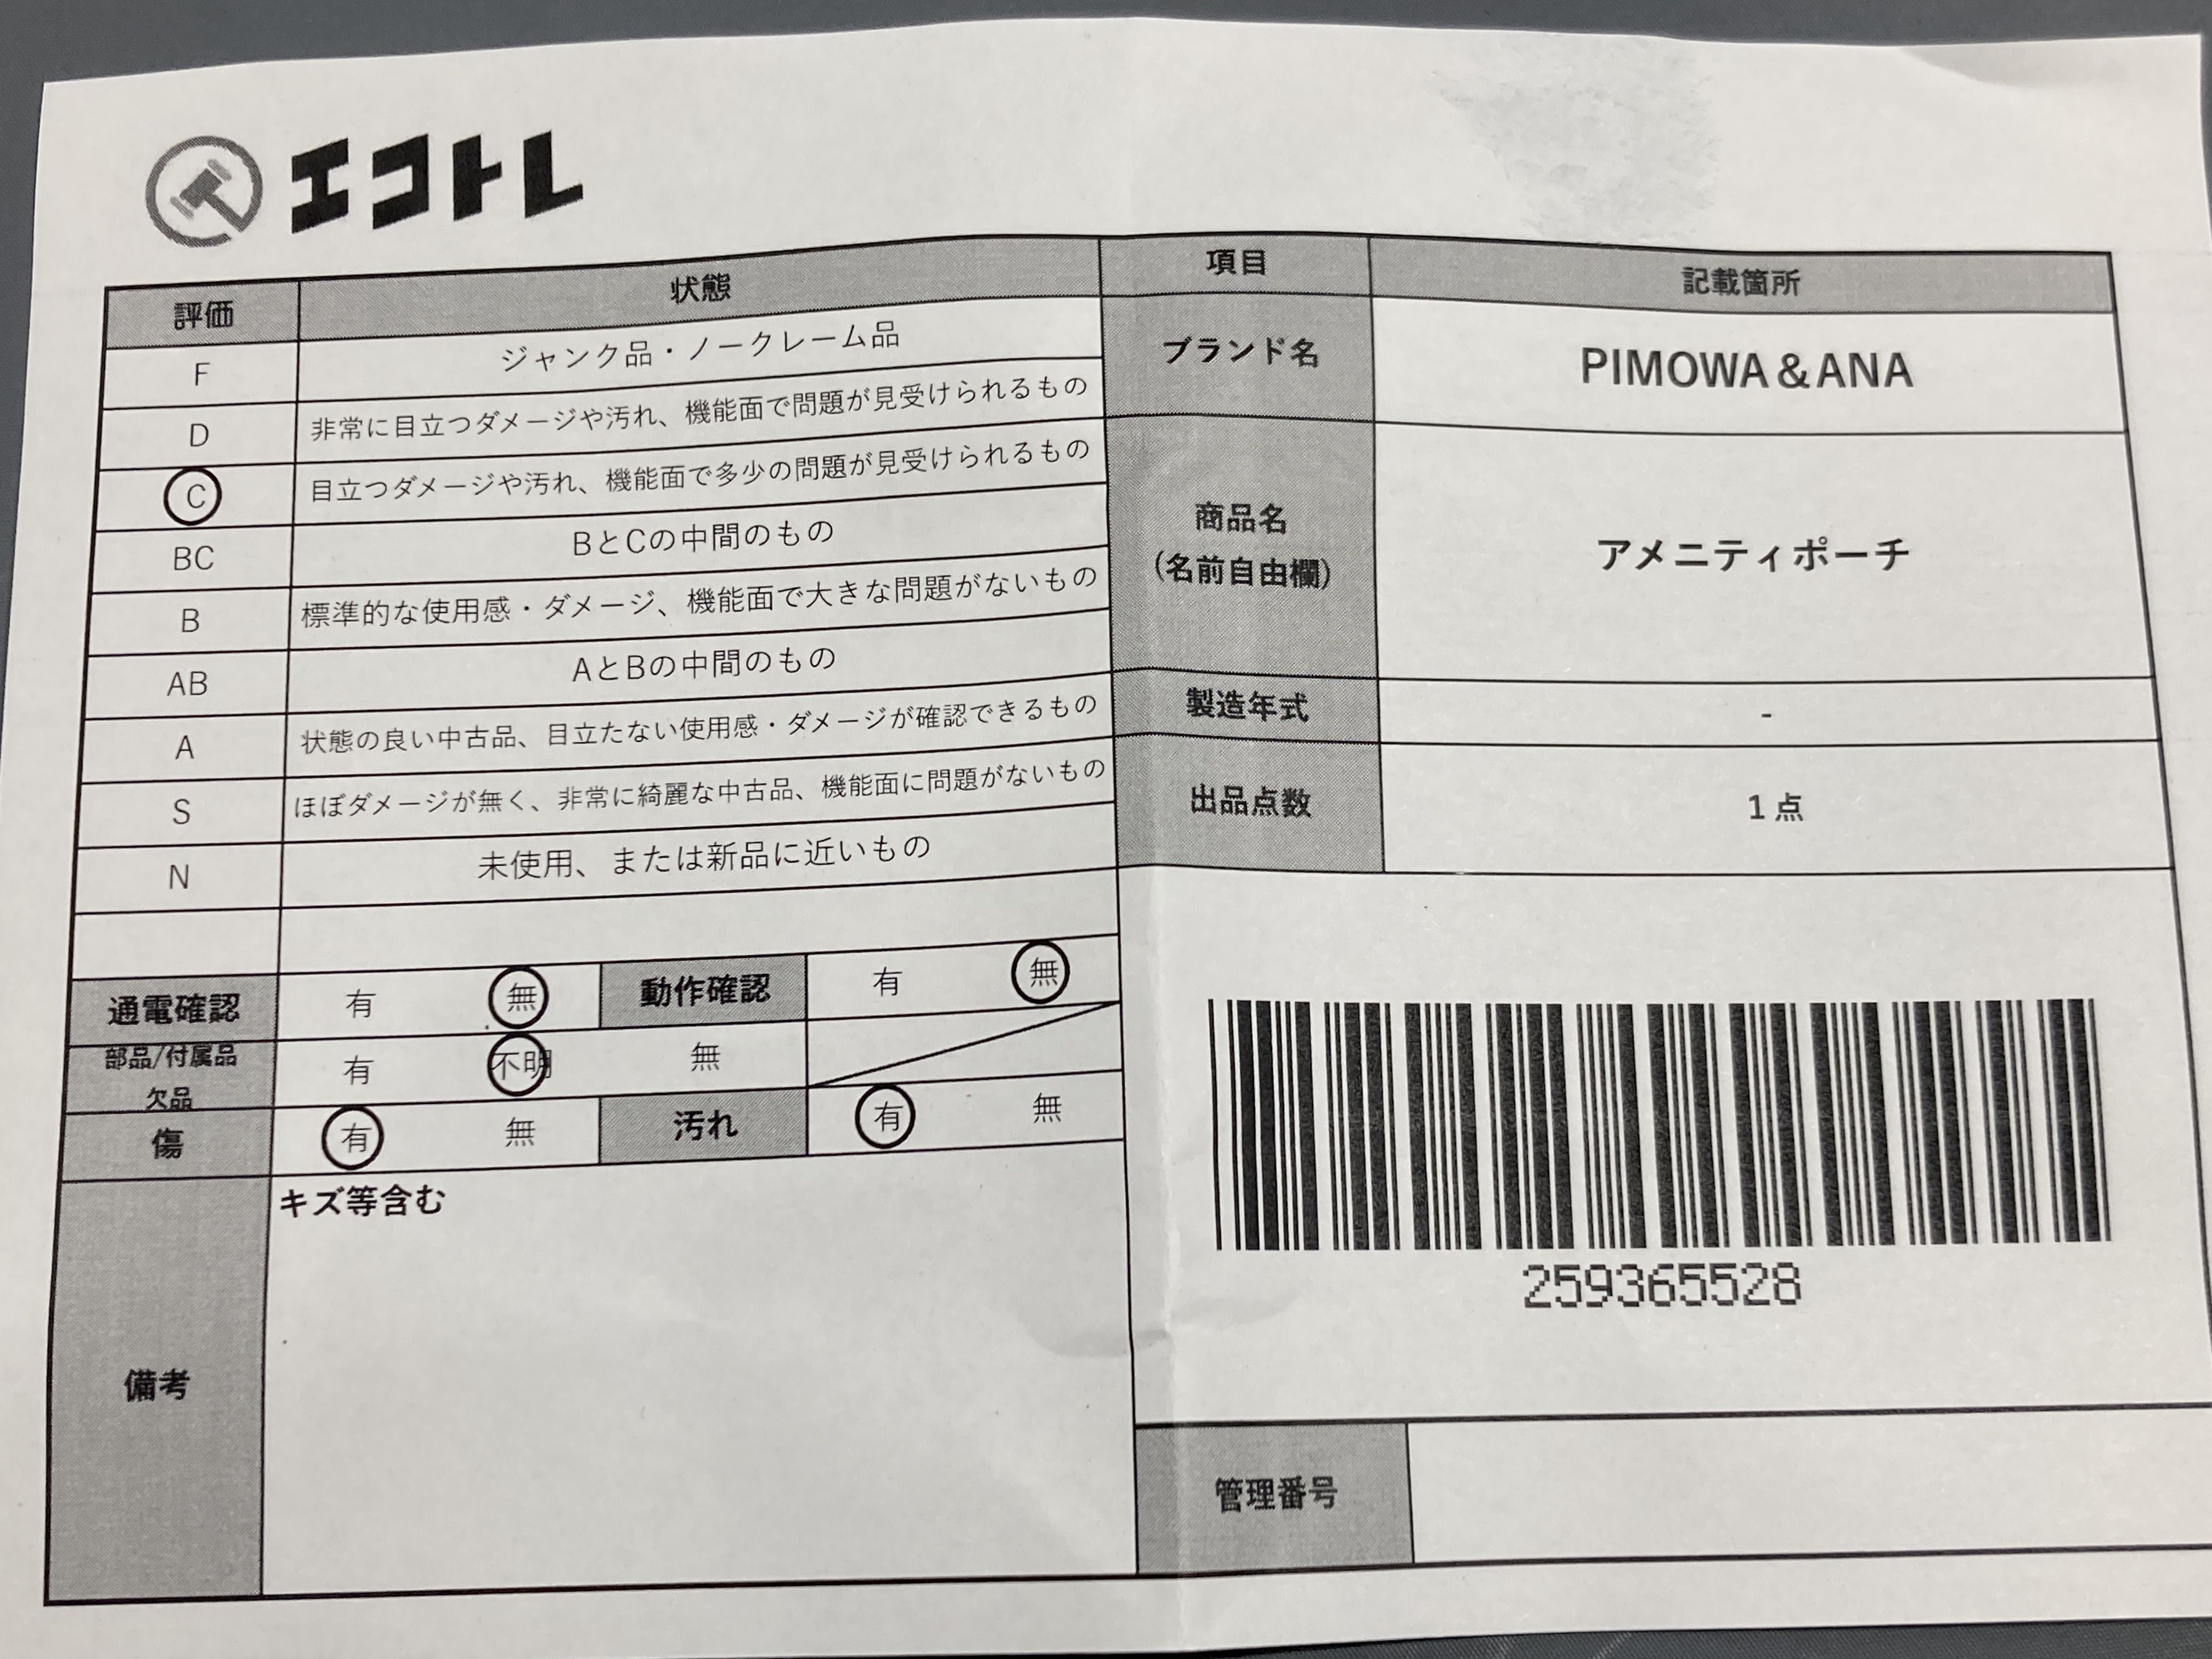 エコトレ
評価 状態
F ジャンク品・ノークレーム品
D 非常に目立つダメージや汚れ、機能面で問題が見受けられるもの
C 目立つダメージや汚れ、機能面で多少の問題が見受けられるもの
BC BとCの中間のもの
B 標準的な使用感・ダメージ、機能面で大きな問題がないもの
AB AとBの中間のもの
A 状態の良い中古品、目立たない使用感・ダメージが確認できるもの
S ほぼダメージが無く、非常に綺麗な中古品、機能面に問題がないもの
N 未使用、または新品に近いもの
通電確認 有 無 動作確認 有 無
部品/付属品
欠品 有 不明 無
傷 有 無 汚れ 有 無
備考 キズ等含む
項目 記載箇所
ブランド名 PIMOWA&ANA
商品名
(名前自由欄) アメニティポーチ
製造年式 -
出品点数 1点
259365528
管理番号